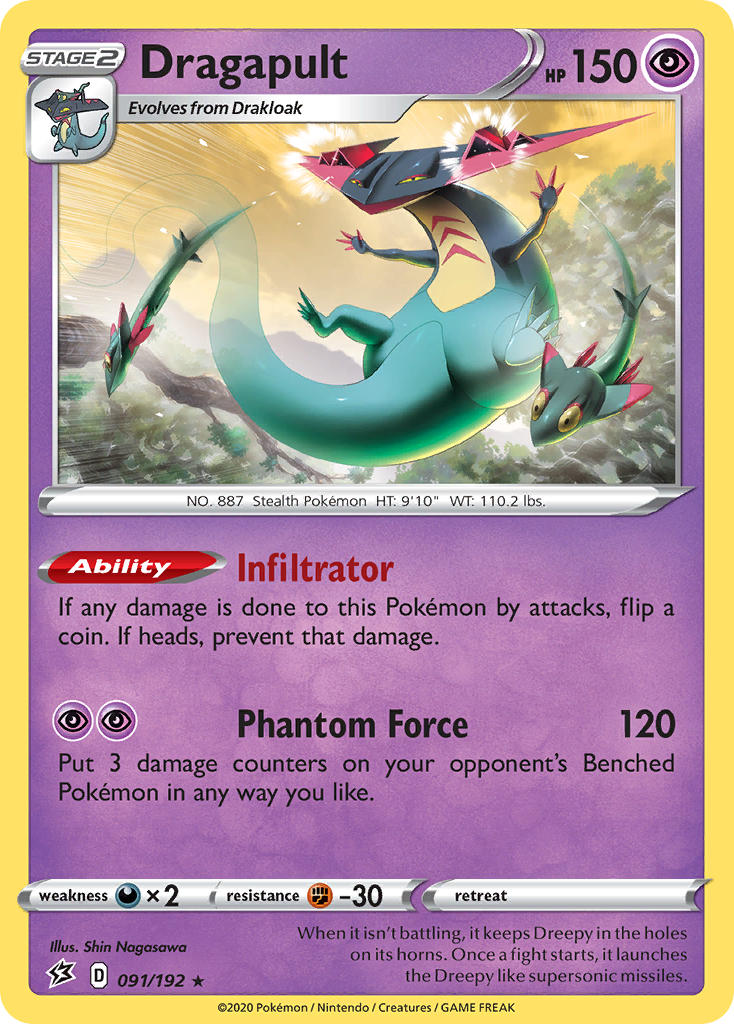 STAGE 2
Dragapult
HP 150
Evolves from Drakloak
NO. 887 Stealth Pokémon HT: 9'10" WT: 110.2 lbs.
Ability Infiltrator
If any damage is done to this Pokémon by attacks, flip a
coin. If heads, prevent that damage.
Phantom Force 120
Put 3 damage counters on your opponent's Benched
Pokémon in any way you like.
weakness ×2 resistance -30 retreat
Illus. Shin Nagasawa
D 091/192 ★
When it isn't battling, it keeps Dreepy in the holes
on its horns. Once a fight starts, it launches
the Dreepy like supersonic missiles.
©2020 Pokémon / Nintendo / Creatures / GAME FREAK